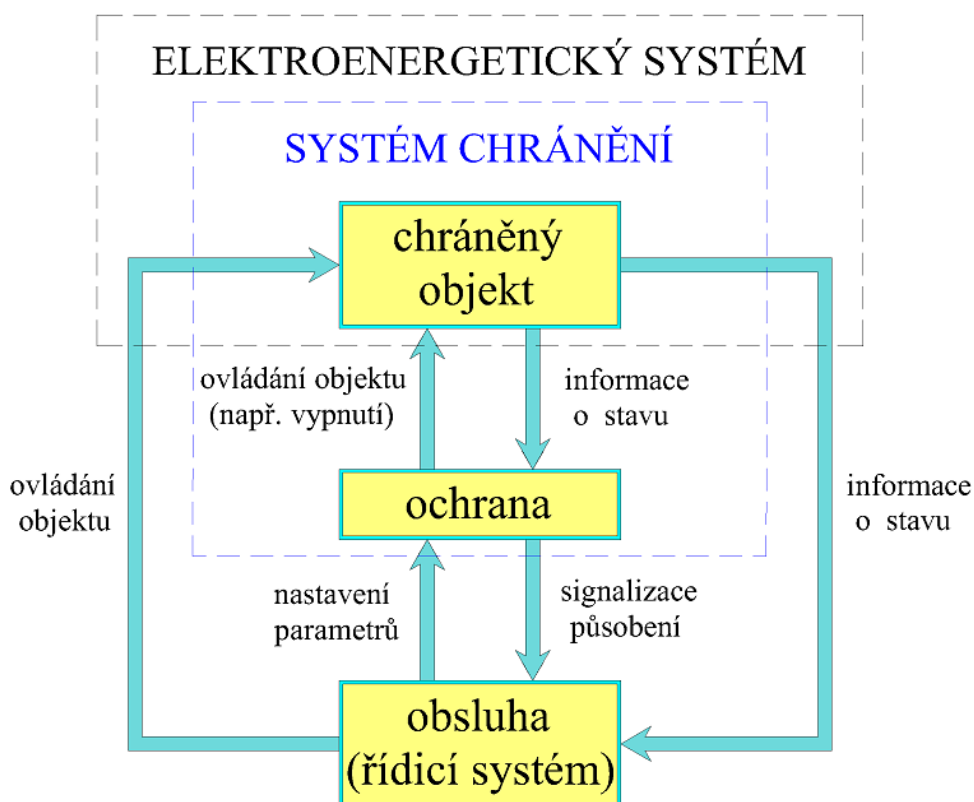 ELEKTROENERGETICKÝ SYSTÉM
SYSTÉM CHRÁNĚNÍ
chráněný
objekt
ovládání objektu
(např. vypnutí)
informace
o stavu
ovládání
objektu
informace
o stavu
ochrana
nastavení
parametrů
signalizace
působení
obsluha
(řídicí systém)